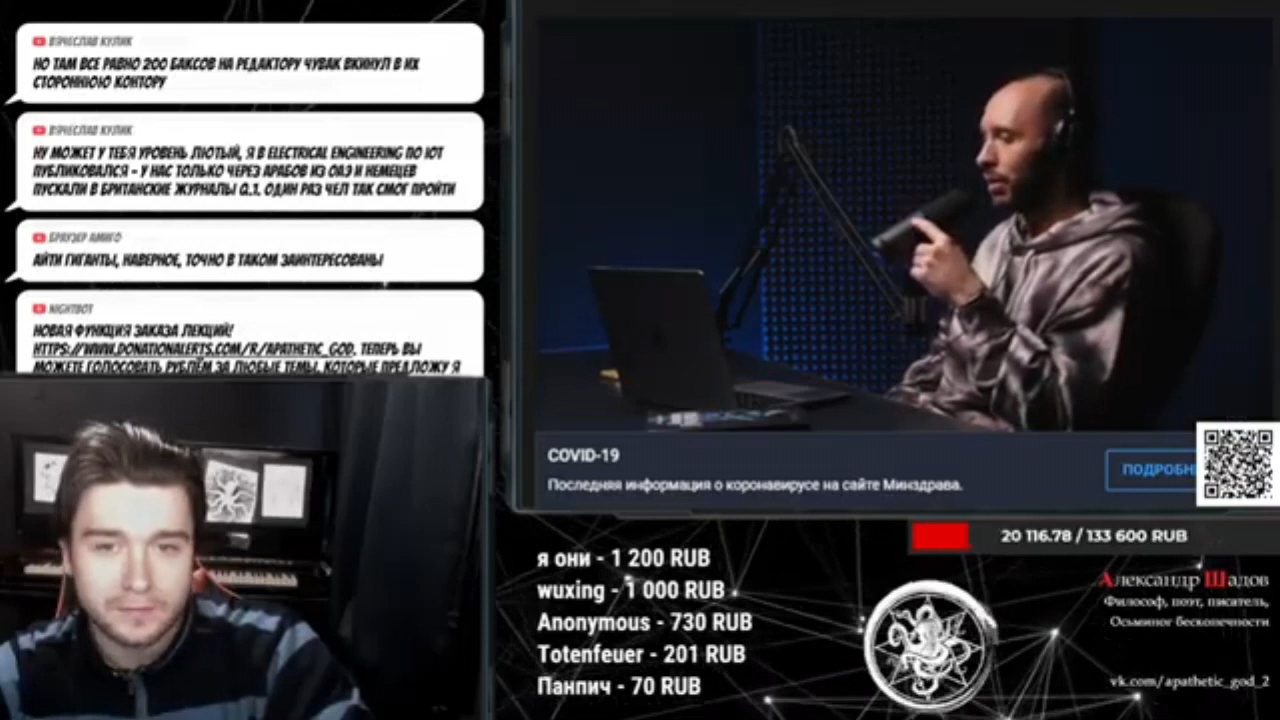 ВЯЧЕСЛАВ КУЛИК
НО ТАМ ВСЕ РАВНО 200 БАКСОВ НА РЕДАКТОРУ ЧУВАК ВКИНУЛ В ИХ
СТОРОННЮЮ КОНТОРУ
ВЯЧЕСЛАВ КУЛИК
НУ МОЖЕТ У ТЕБЯ УРОВЕНЬ ЛЮТЫЙ, Я В ELECTRICAL ENGINEERING ПО IOT
ПУБЛИКОВАЛСЯ - У НАС ТОЛЬКО ЧЕРЕЗ АРАБОВ ИЗ ОАЭ И НЕМЦЕВ
ПУСКАЛИ В БРИТАНСКИЕ ЖУРНАЛЫ Q.1. ОДИН РАЗ ЧЕЛ ТАК СМОГ ПРОЙТИ
БРАУЗЕР АМИГО
АЙТИ ГИГАНТЫ, НАВЕРНОЕ, ТОЧНО В ТАКОМ ЗАИНТЕРЕСОВАНЫ
NIGHTBOT
НОВАЯ ФУНКЦИЯ ЗАКАЗА ЛЕКЦИЙ!
HTTPS://WWW.DONATIONALERTS.COM/R/APATHETIC_GOD. ТЕПЕРЬ ВЫ
МОЖЕТЕ ГОЛОСОВАТЬ РУБЛЁМ ЗА ЛЮБЫЕ ТЕМЫ, КОТОРЫЕ ПРЕДЛОЖУ Я
COVID-19
Последняя информация о коронавирусе на сайте Минздрава.
ПОДРОБН
20 116.78 / 133 600 RUB
я они - 1 200 RUB
wuxing - 1 000 RUB
Anonymous - 730 RUB
Totenfeuer - 201 RUB
Панпич - 70 RUB
Александр Шадов
Философ, поэт, писатель,
Осьминог бесконечности
vk.com/apathetic_god_2